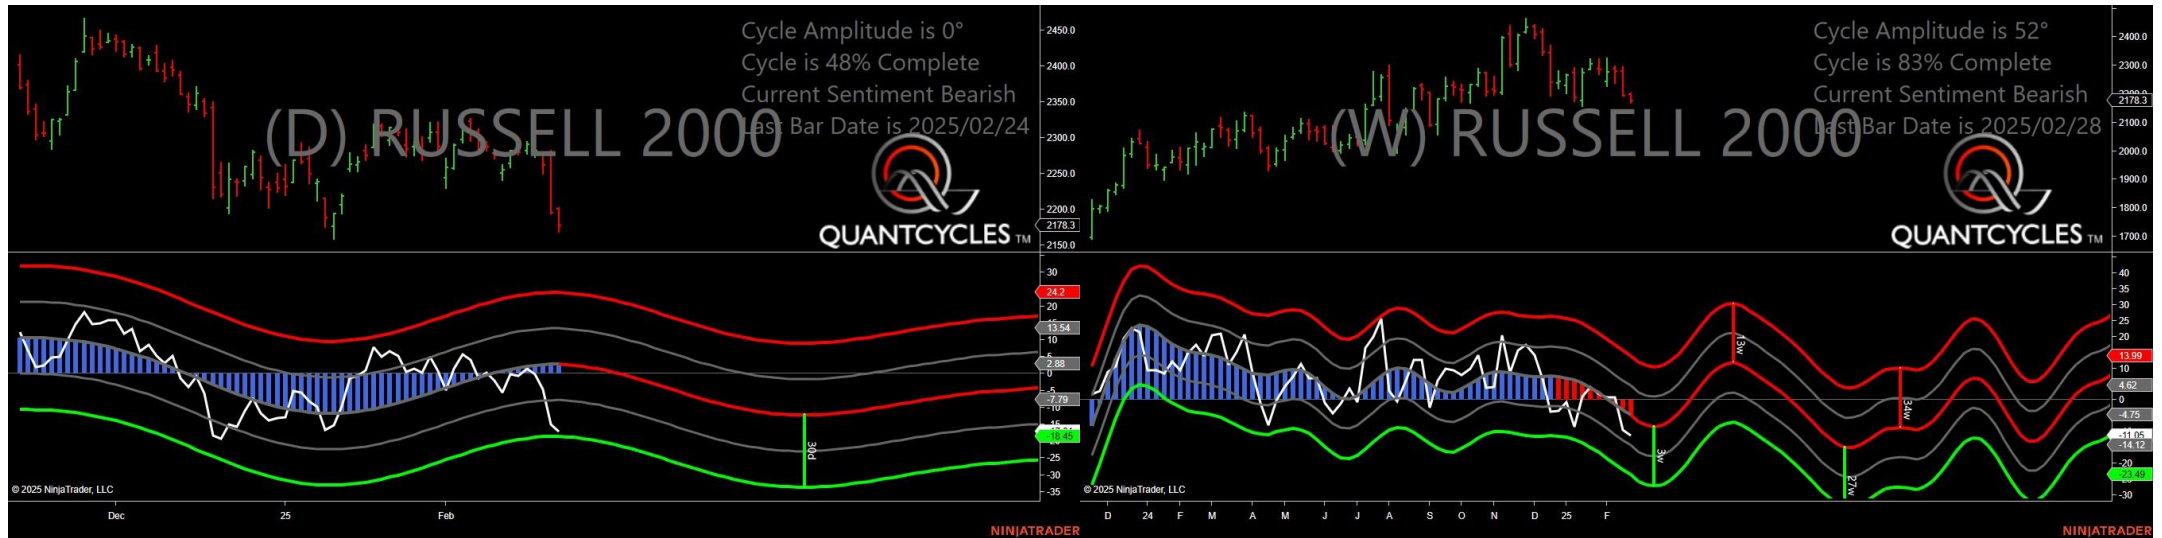 Cycle Amplitude is 0°
Cycle is 48% Complete
Current Sentiment Bearish
Last Bar Date is 2025/02/24
(D) RUSSELL 2000
QUANTCYCLES TM
2450.0
2400.0
2350.0
2300.0
2250.0
2200.0
2178.3
2150.0
30
24.2
20
13.54
5
2.88
0
-5
-7.79
-10
-15
-18.45
-25
-30
-35
30d
© 2025 NinjaTrader, LLC
Dec
25
Feb
NINJATRADER
Cycle Amplitude is 52°
Cycle is 83% Complete
Current Sentiment Bearish
Last Bar Date is 2025/02/28
(W) RUSSELL 2000
QUANTCYCLES TM
2400.0
2300.0
2178.3
2100.0
2000.0
1900.0
1800.0
1700.0
40
35
30
25
20
13.99
10
4.62
0
-4.75
-11.05
-14.12
-20
-23.49
-30
13w
34w
3w
27w
© 2025 NinjaTrader, LLC
D 24 F M A M J J A S O N D 25 F
NINJATRADER